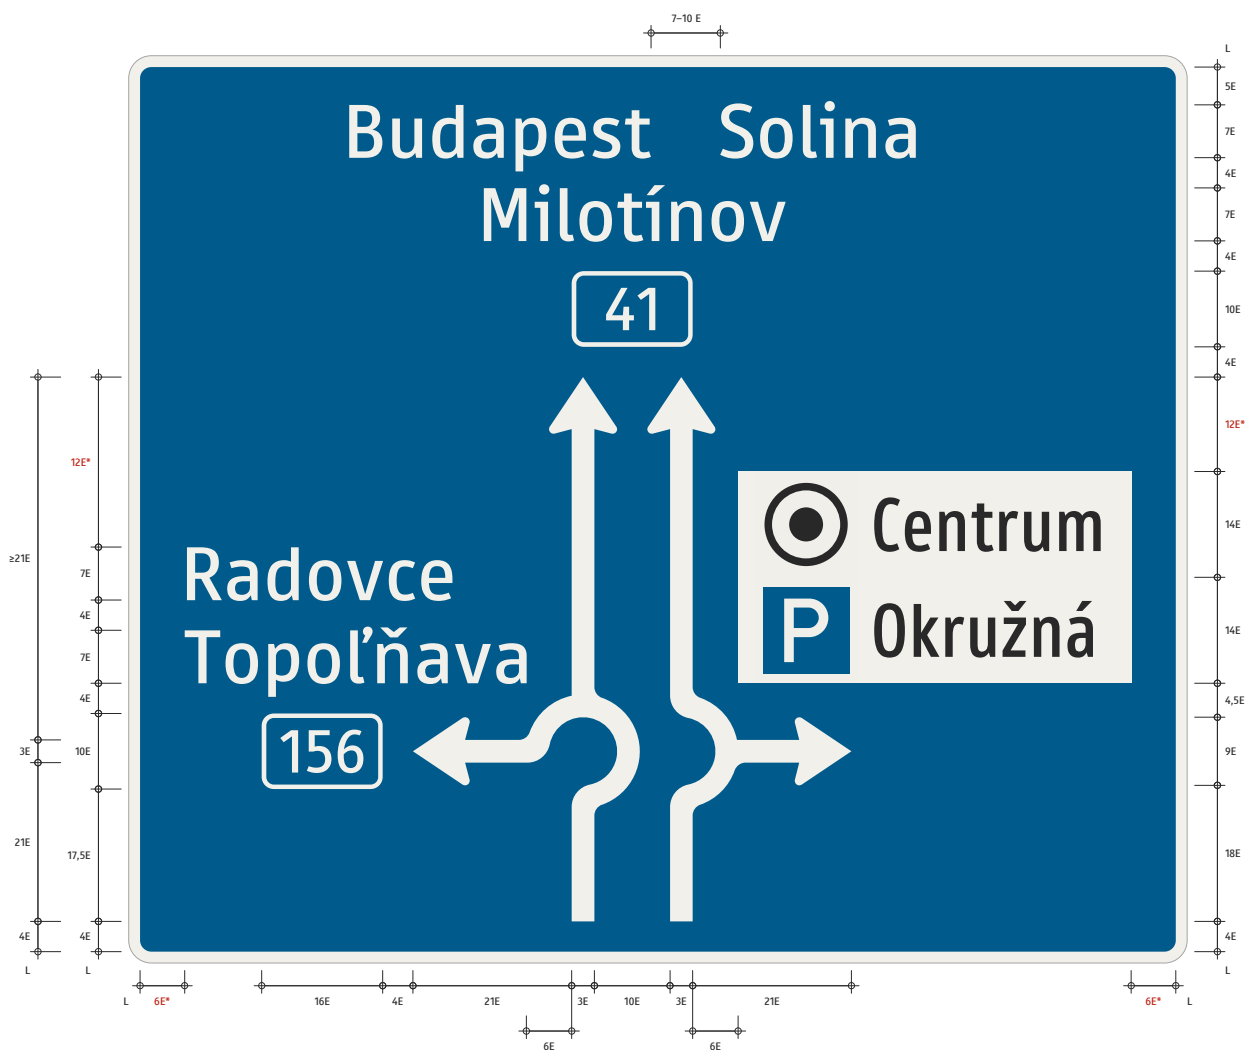 7–10 E
L
5E
7E
4E
7E
4E
10E
4E
12E*
14E
14E
4,5E
9E
18E
4E
L
Budapest Solina
Milotínov
41
Centrum
P Okružná
Radovce
Topoľňava
156
≥21E
3E
21E
4E
L
12E*
7E
4E
7E
4E
10E
17,5E
4E
L
L 6E* 16E 4E 21E 3E 10E 3E 21E 6E* L
6E 6E